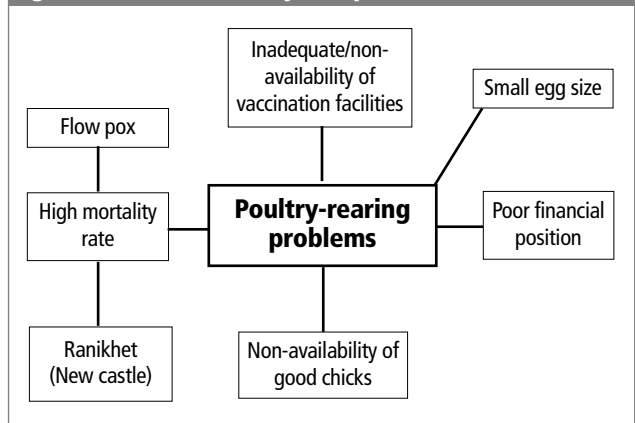 Inadequate/non-
availability of
vaccination facilities
Small egg size
Flow pox
High mortality
rate
Poultry-rearing
problems
Poor financial
position
Ranikhet
(New castle)
Non-availability of
good chicks